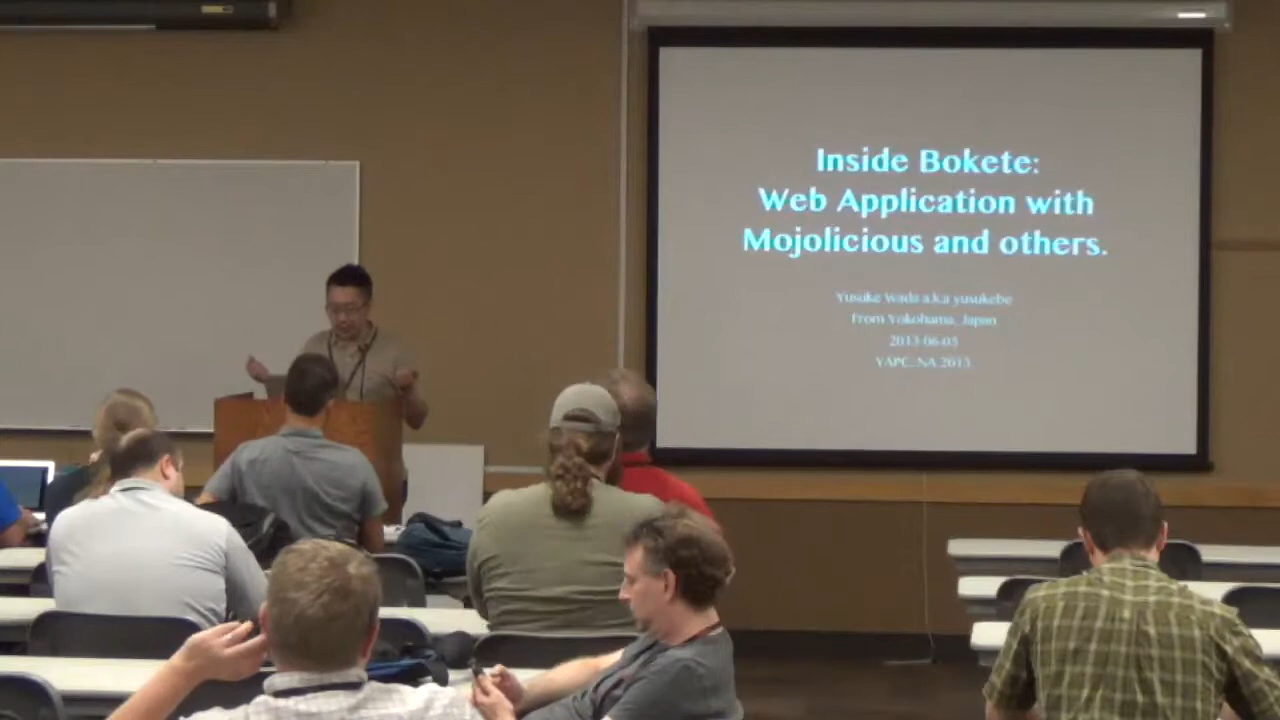 Inside Bokete:
Web Application with
Mojolicious and others.
Yusuke Wada a.k.a yusukebe
From Yokohama, Japan
2013-06-05
YAPC::NA 2013